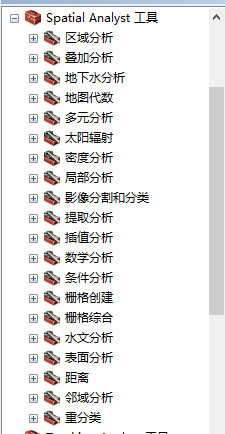 Spatial Analyst 工具
区域分析
叠加分析
地下水分析
地图代数
多元分析
太阳辐射
密度分析
局部分析
影像分割和分类
提取分析
插值分析
数学分析
条件分析
栅格创建
栅格综合
水文分析
表面分析
距离
邻域分析
重分类